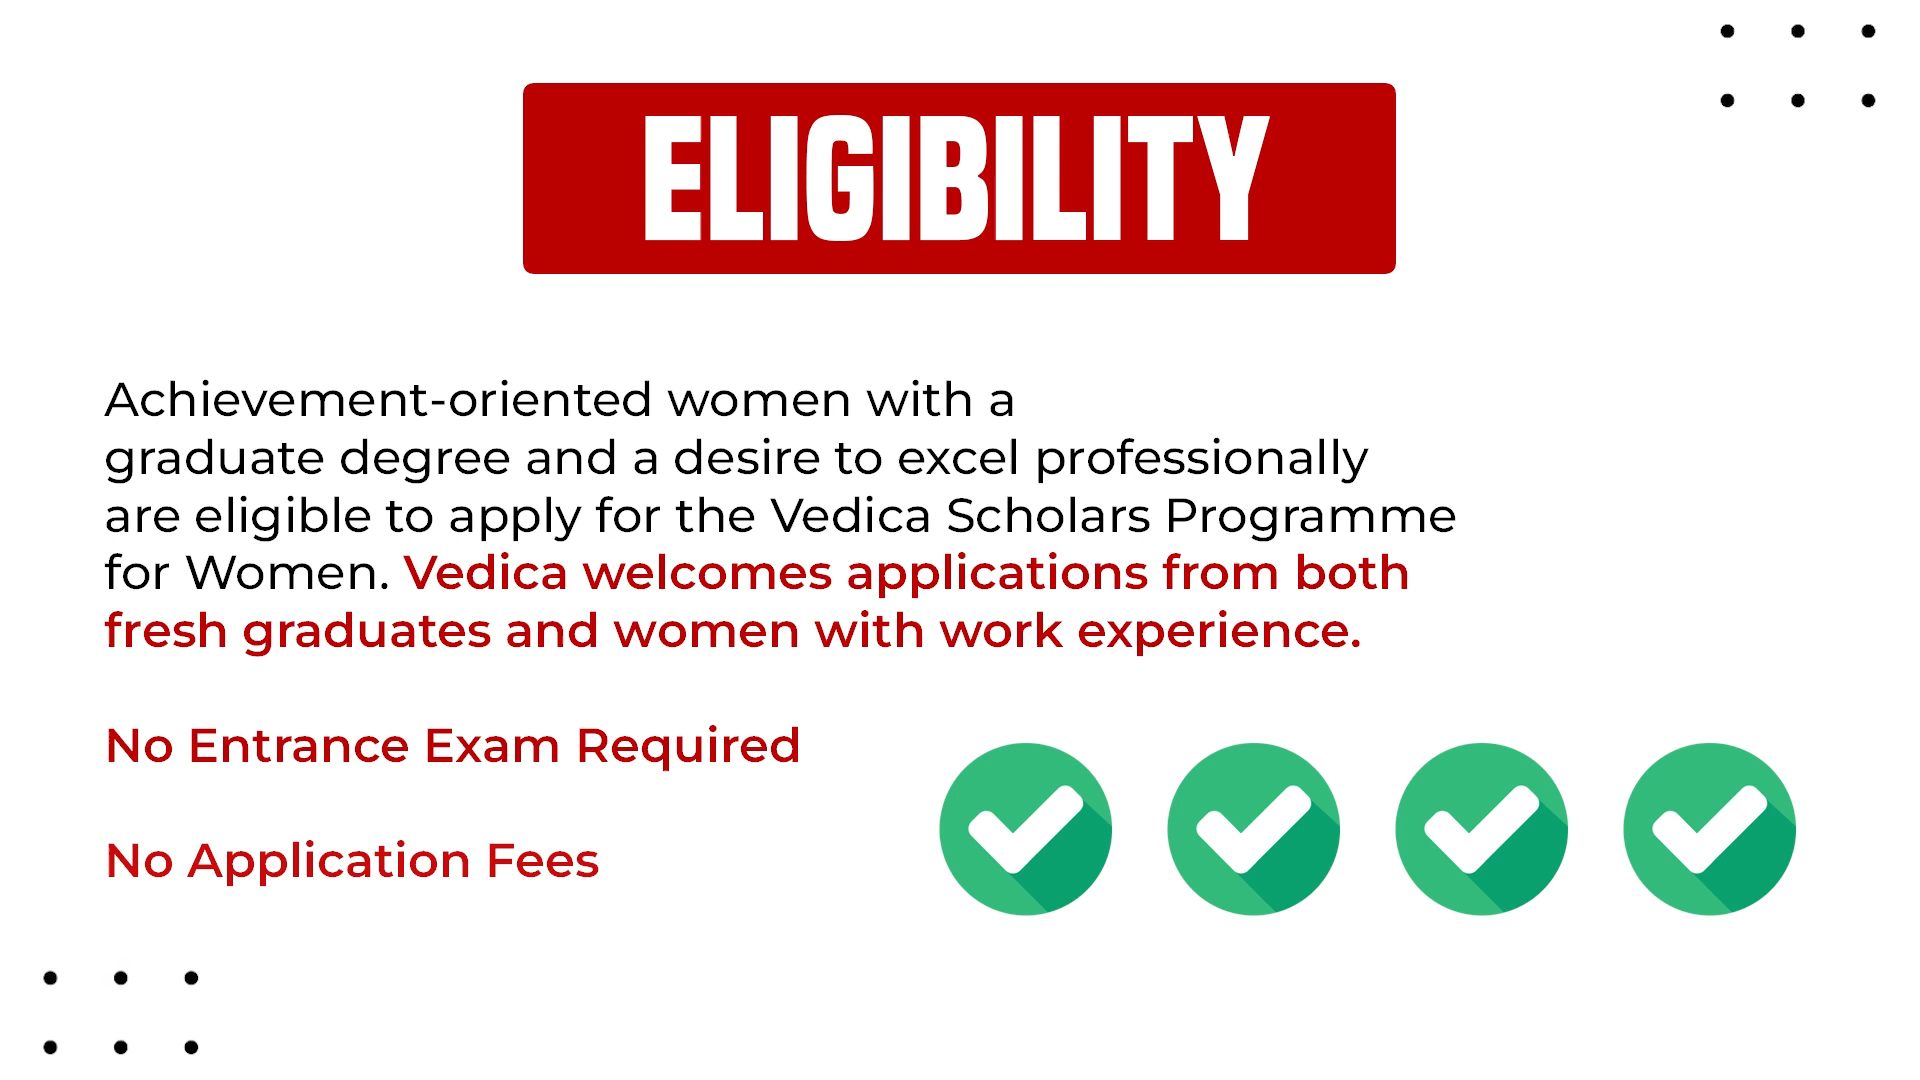 ELIGIBILITY
Achievement-oriented women with a
graduate degree and a desire to excel professionally
are eligible to apply for the Vedica Scholars Programme
for Women. Vedica welcomes applications from both
fresh graduates and women with work experience.
No Entrance Exam Required
No Application Fees